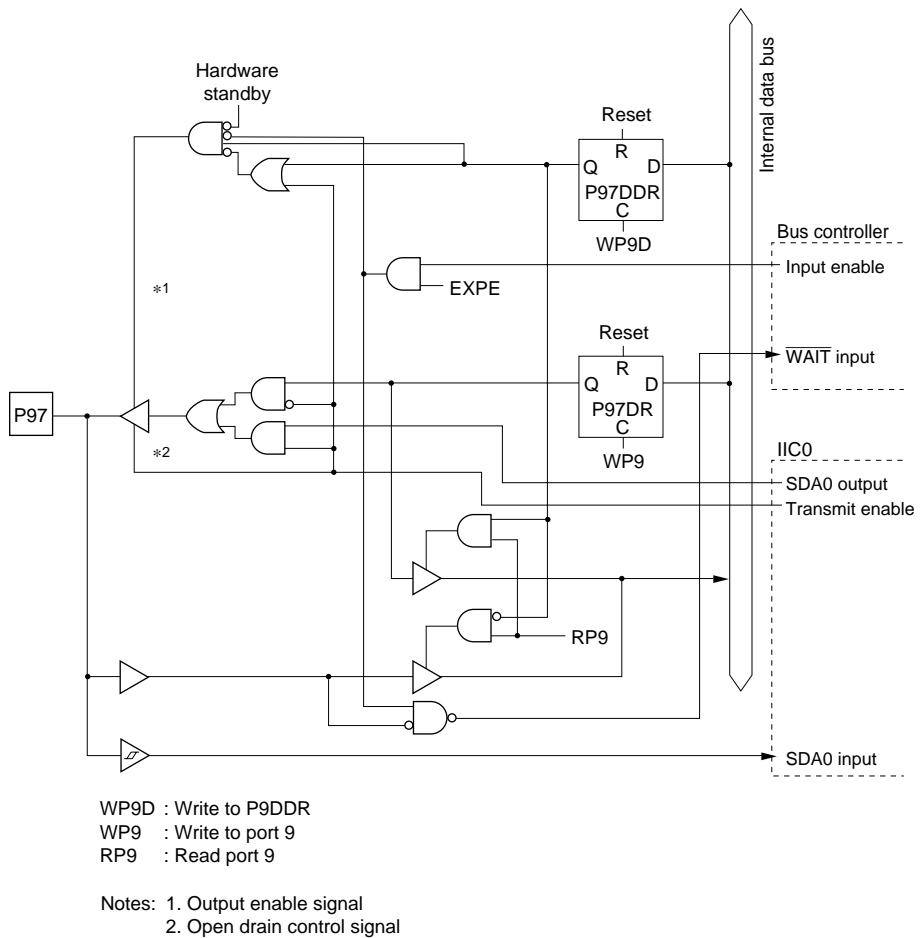 Hardware
standby
Reset
R
Q D
P97DDR
C
WP9D
Internal data bus
Bus controller
Input enable
EXPE
∗1
Reset
R
Q D
P97DR
C
WP9
WAIT input
P97
∗2
IIC0
SDA0 output
Transmit enable
RP9
SDA0 input
WP9D : Write to P9DDR
WP9 : Write to port 9
RP9 : Read port 9
Notes: 1. Output enable signal
2. Open drain control signal